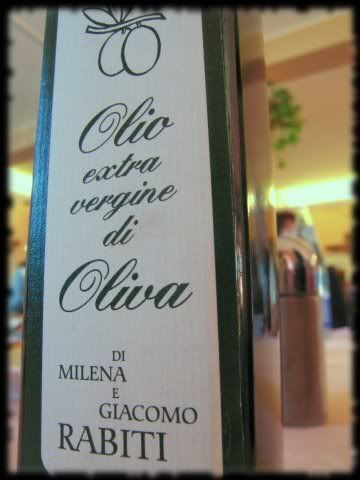 Olio
extra
vergine
di
Oliva
DI
MILENA
E
GIACOMO
RABITI